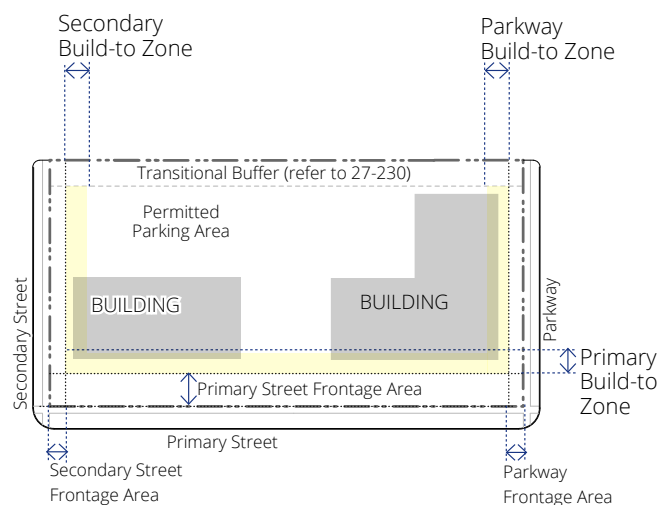 Secondary
Build-to Zone
Parkway
Build-to Zone
Transitional Buffer (refer to 27-230)
Permitted
Parking Area
BUILDING
BUILDING
Secondary Street
Parkway
Primary
Build-to
Zone
Primary Street Frontage Area
Primary Street
Secondary Street
Frontage Area
Parkway
Frontage Area